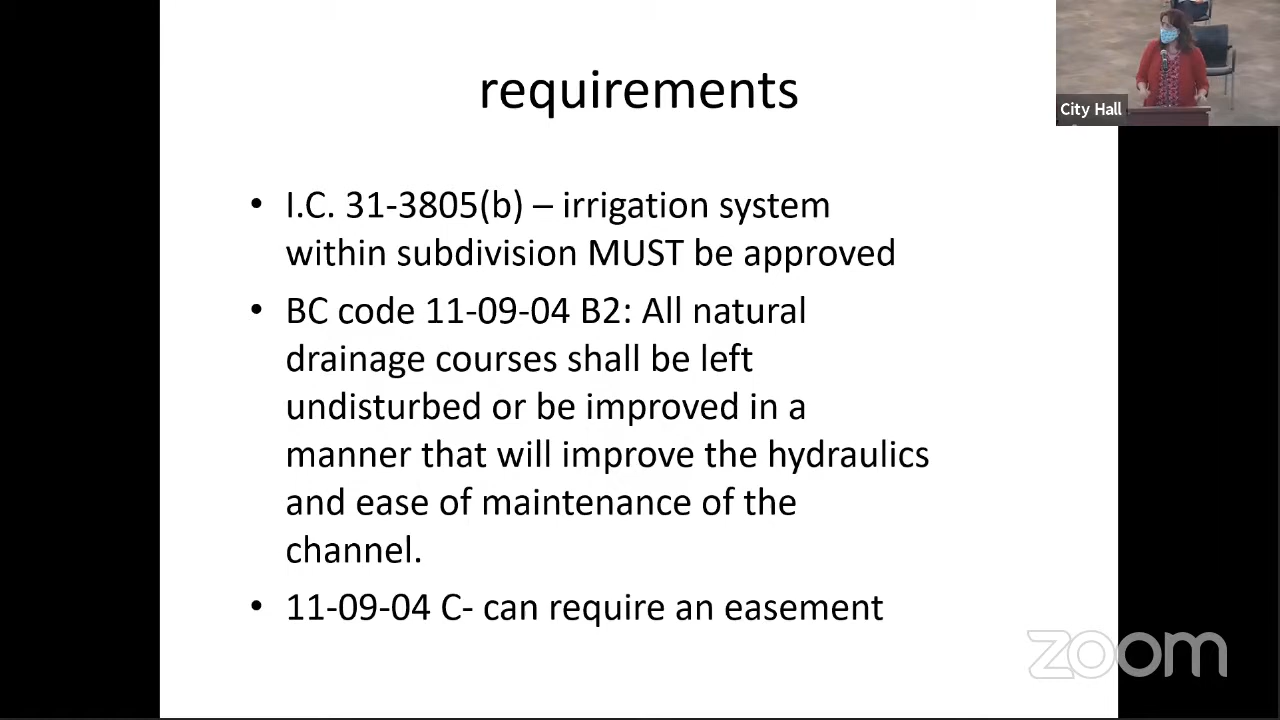 requirements
City Hall
• I.C. 31-3805(b) – irrigation system
within subdivision MUST be approved
• BC code 11-09-04 B2: All natural
drainage courses shall be left
undisturbed or be improved in a
manner that will improve the hydraulics
and ease of maintenance of the
channel.
• 11-09-04 C- can require an easement
zoom